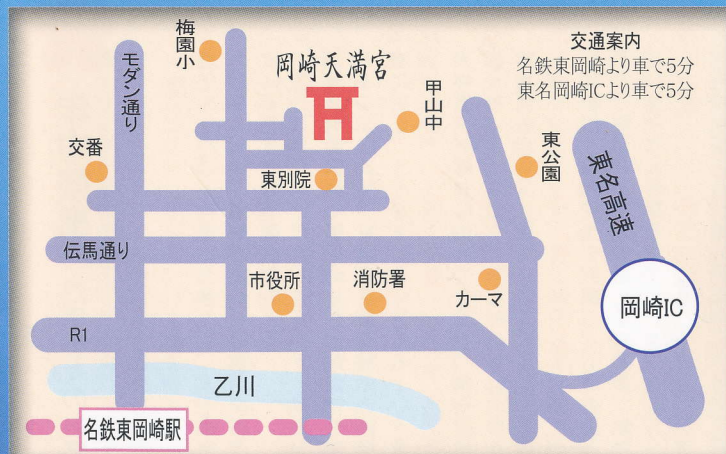 交通案内
名鉄東岡崎より車で5分
東名岡崎ICより車で5分
梅園小
岡崎天満宮
モダン通り
甲山中
交番
東公園
東別院
東名高速
伝馬通り
市役所
消防署
カーマ
岡崎IC
R1
乙川
名鉄東岡崎駅